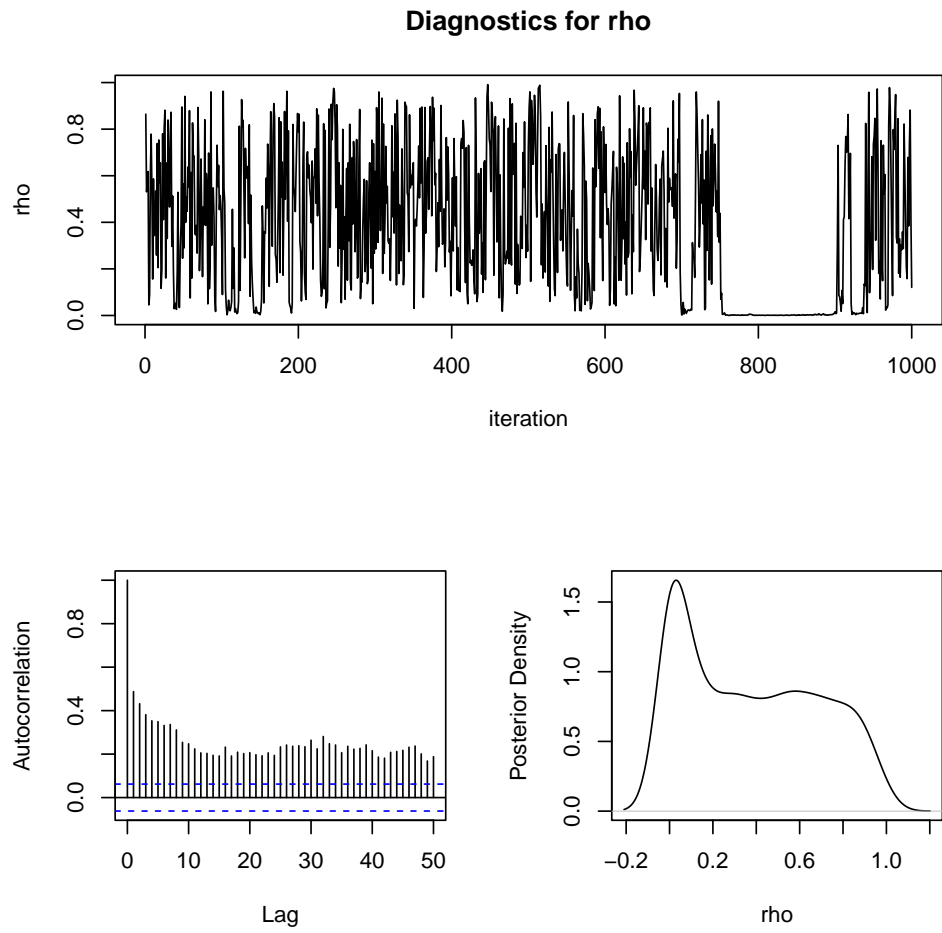 Diagnostics for rho
rho
0.0 0.4 0.8
0 200 400 600 800 1000
iteration
Autocorrelation
0.0 0.4 0.8
0 10 20 30 40 50
Lag
Posterior Density
0.0 0.5 1.0 1.5
−0.2 0.2 0.6 1.0
rho